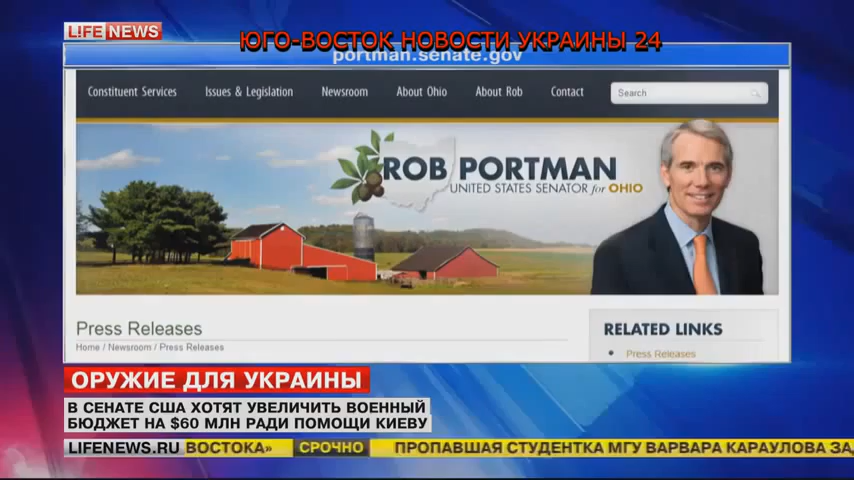 LIFE NEWS
ЮГО-ВОСТОК НОВОСТИ УКРАИНЫ 24
portman.senate.gov
Constituent Services Issues & Legislation Newsroom About Ohio About Rob Contact Search
ROB PORTMAN
UNITED STATES SENATOR for OHIO
Press Releases
Home / Newsroom / Press Releases
RELATED LINKS
Press Releases
ОРУЖИЕ ДЛЯ УКРАИНЫ
В СЕНАТЕ США ХОТЯТ УВЕЛИЧИТЬ ВОЕННЫЙ
БЮДЖЕТ НА $60 МЛН РАДИ ПОМОЩИ КИЕВУ
LIFENEWS.RU ВОСТОКА» СРОЧНО ПРОПАВШАЯ СТУДЕНТКА МГУ ВАРВАРА КАРАУЛОВА ЗАД